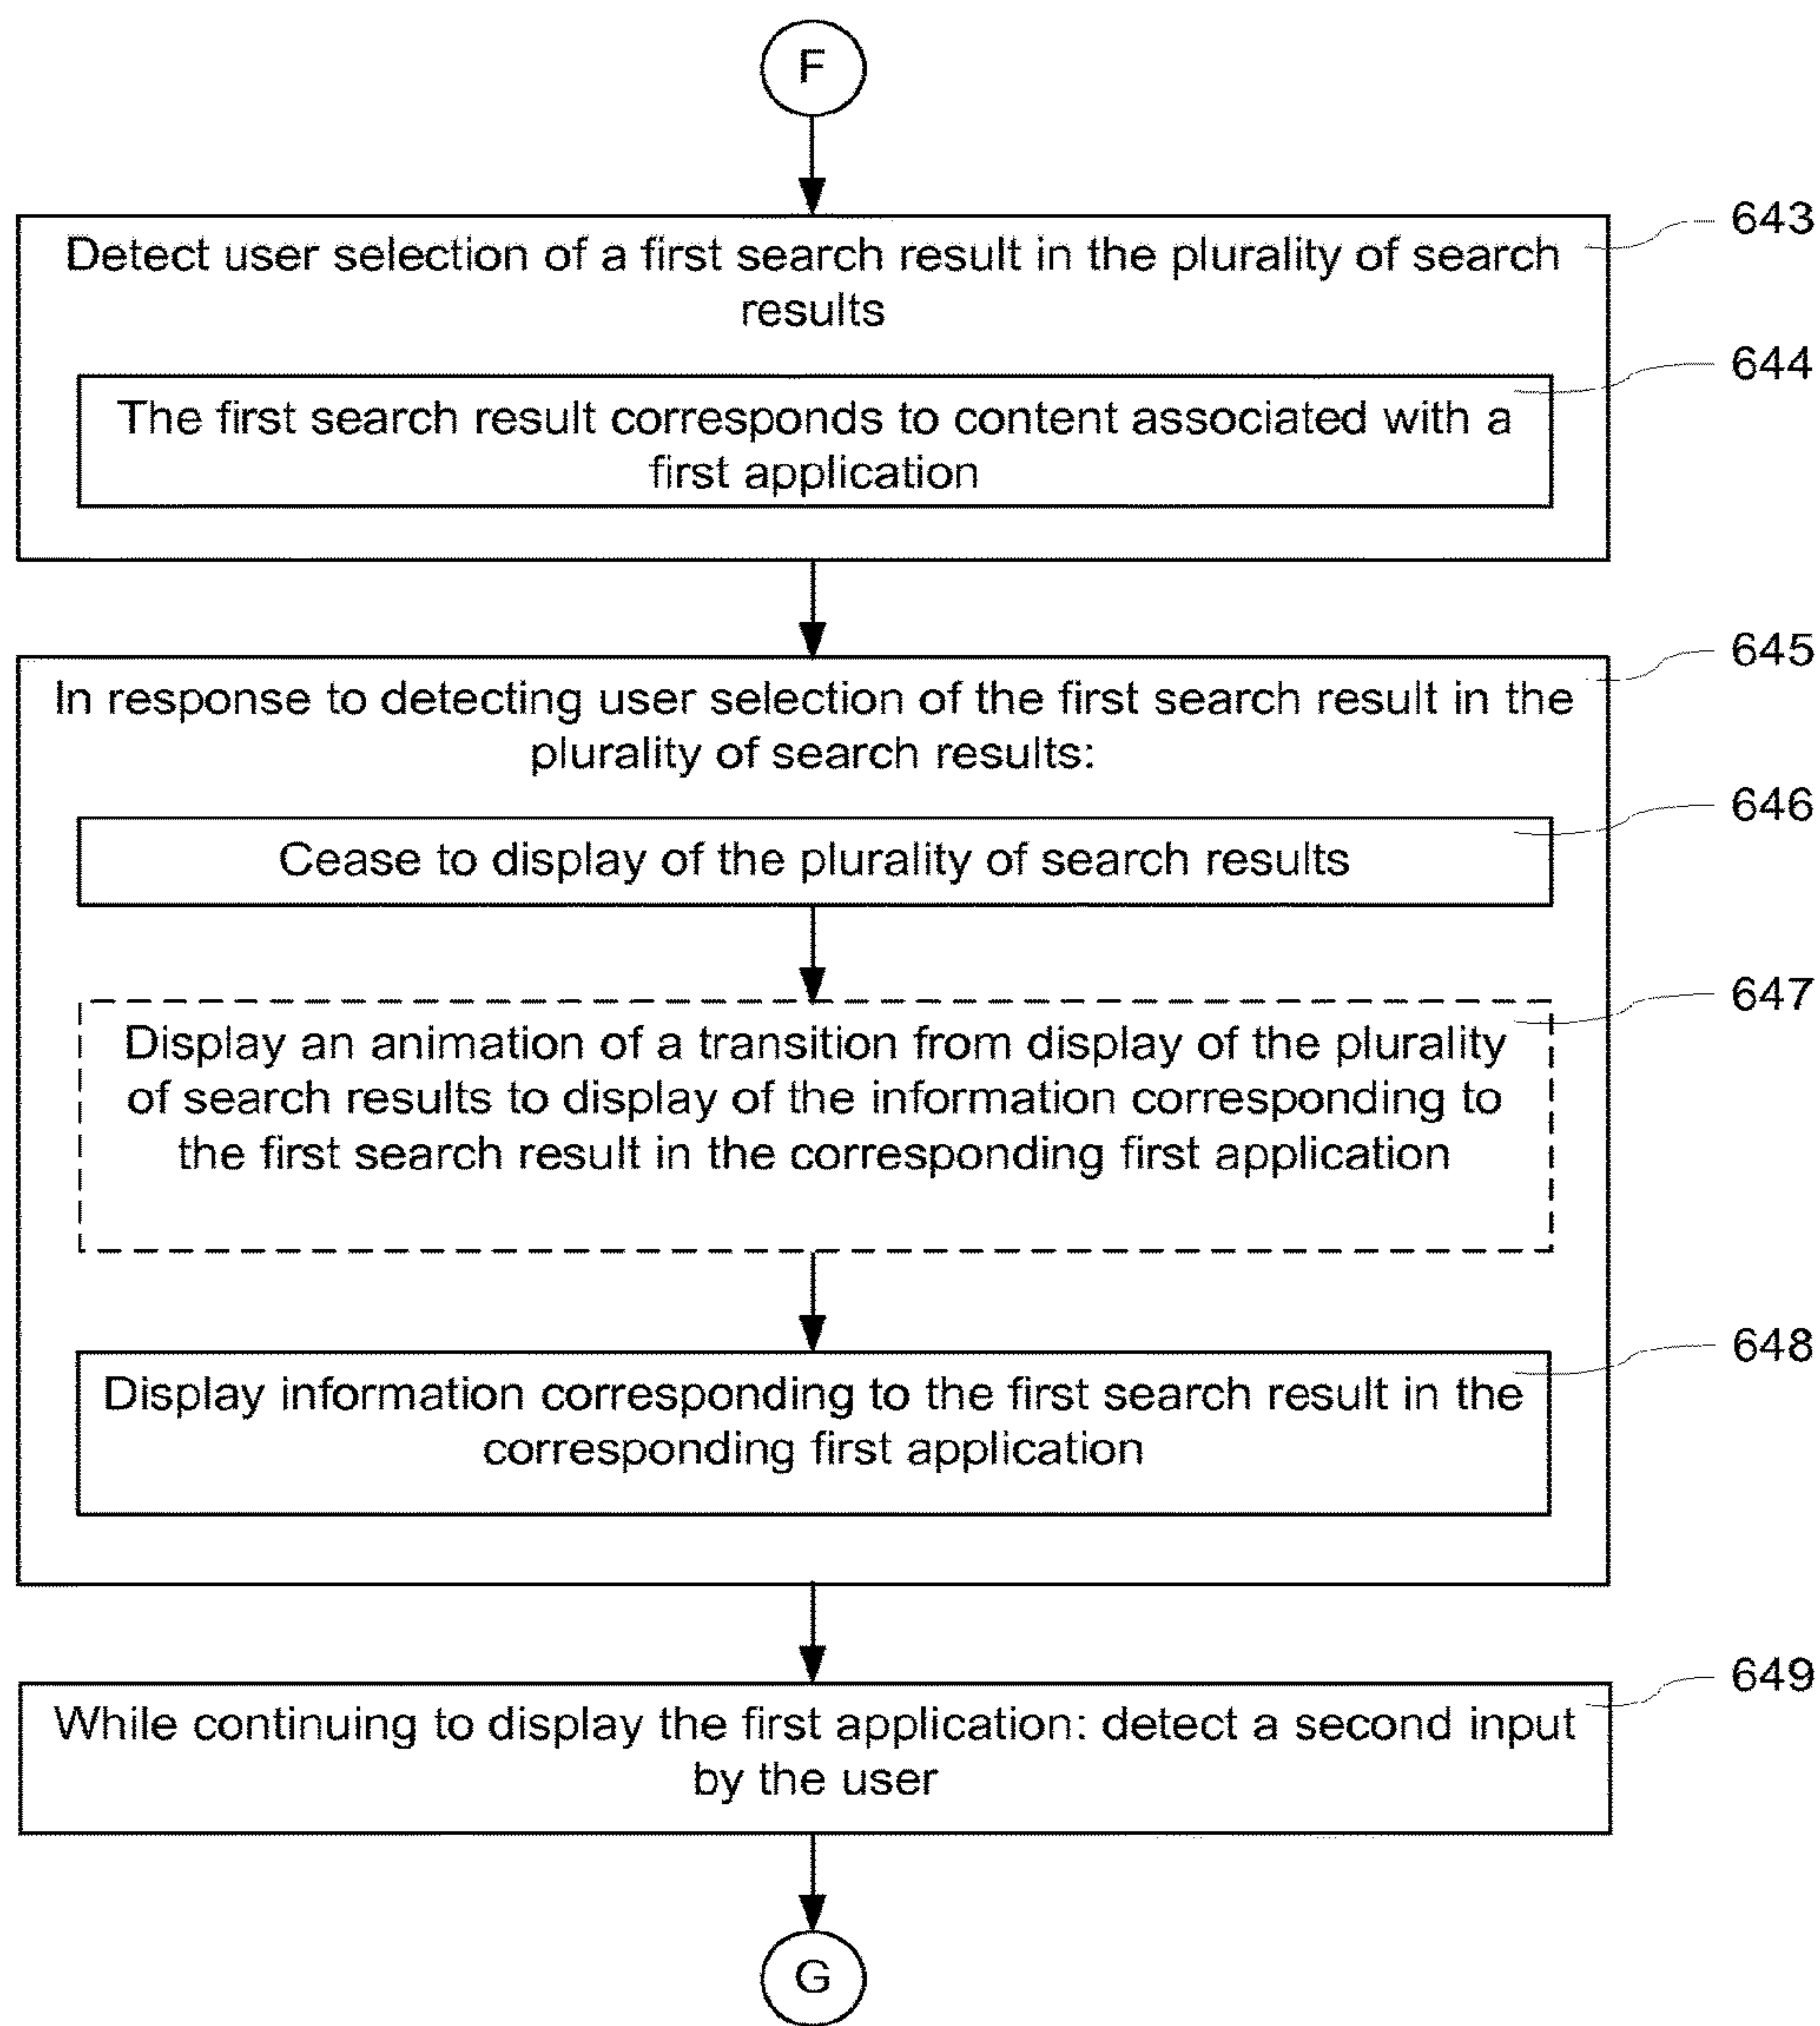 F
643
Detect user selection of a first search result in the plurality of search
results
644
The first search result corresponds to content associated with a
first application
645
In response to detecting user selection of the first search result in the
plurality of search results:
646
Cease to display of the plurality of search results
647
Display an animation of a transition from display of the plurality
of search results to display of the information corresponding to
the first search result in the corresponding first application
648
Display information corresponding to the first search result in the
corresponding first application
649
While continuing to display the first application: detect a second input
by the user
G